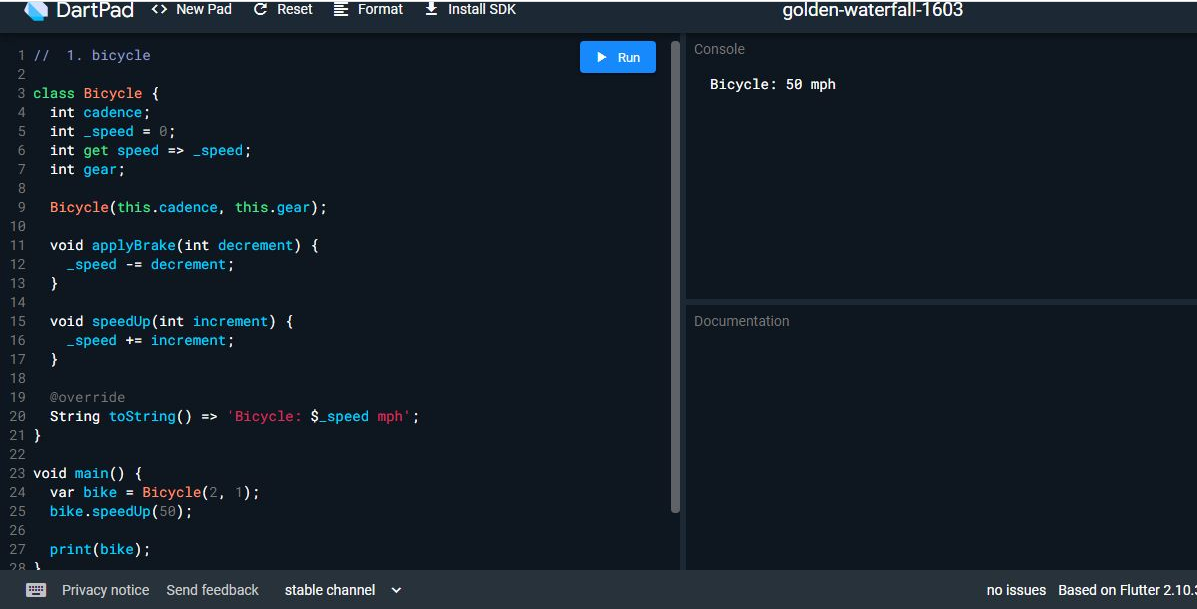 DartPad <> New Pad Reset Format Install SDK golden-waterfall-1603
Run
1 // 1. bicycle
2
3 class Bicycle {
4 int cadence;
5 int _speed = 0;
6 int get speed => _speed;
7 int gear;
8
9 Bicycle(this.cadence, this.gear);
10
11 void applyBrake(int decrement) {
12 _speed -= decrement;
13 }
14
15 void speedUp(int increment) {
16 _speed += increment;
17 }
18
19 @override
20 String toString() => 'Bicycle: $_speed mph';
21 }
22
23 void main() {
24 var bike = Bicycle(2, 1);
25 bike.speedUp(50);
26
27 print(bike);
28 }
Console
Bicycle: 50 mph
Documentation
Privacy notice Send feedback stable channel no issues Based on Flutter 2.10.3